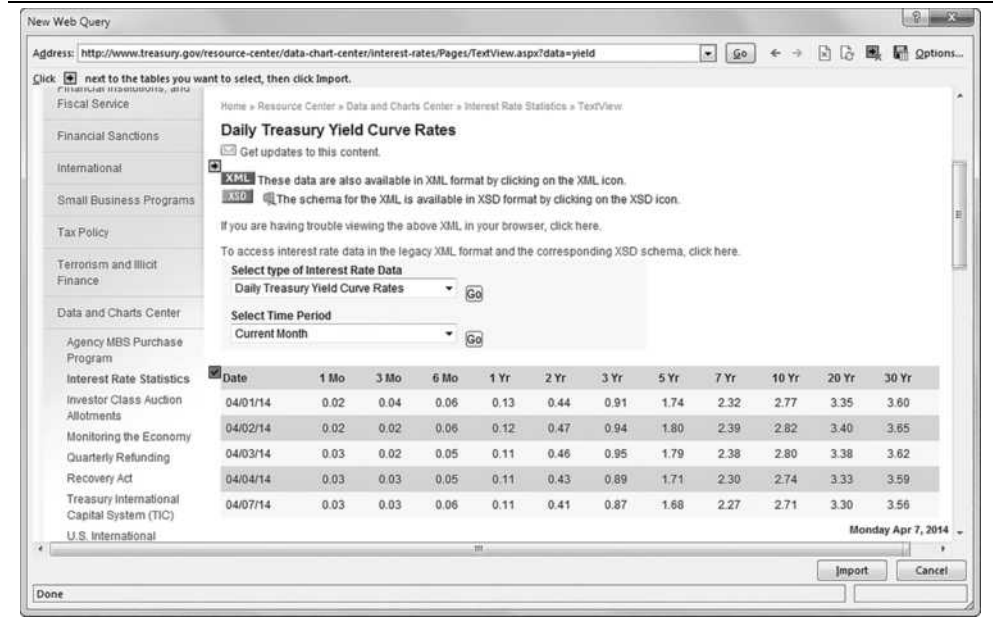 New Web Query
Address: http://www.treasury.gov/resource-center/data-chart-center/interest-rates/Pages/TextView.aspx?data=yield Go Options...
Click next to the tables you want to select, then click Import.
Financial Institutions, and
Fiscal Service
Financial Sanctions
International
Small Business Programs
Tax Policy
Terrorism and Illicit
Finance
Data and Charts Center
Agency MBS Purchase
Program
Interest Rate Statistics
Investor Class Auction
Allotments
Monitoring the Economy
Quarterly Refunding
Recovery Act
Treasury International
Capital System (TIC)
U.S. International
Home » Resource Center » Data and Charts Center » Interest Rate Statistics » TextView
Daily Treasury Yield Curve Rates
Get updates to this content.
XML These data are also available in XML format by clicking on the XML icon.
XSD The schema for the XML is available in XSD format by clicking on the XSD icon.
If you are having trouble viewing the above XML in your browser, click here.
To access interest rate data in the legacy XML format and the corresponding XSD schema, click here.
Select type of Interest Rate Data
Daily Treasury Yield Curve Rates Go
Select Time Period
Current Month Go
Date 1 Mo 3 Mo 6 Mo 1 Yr 2 Yr 3 Yr 5 Yr 7 Yr 10 Yr 20 Yr 30 Yr
04/01/14 0.02 0.04 0.06 0.13 0.44 0.91 1.74 2.32 2.77 3.35 3.60
04/02/14 0.02 0.02 0.06 0.12 0.47 0.94 1.80 2.39 2.82 3.40 3.65
04/03/14 0.03 0.02 0.05 0.11 0.46 0.95 1.79 2.38 2.80 3.38 3.62
04/04/14 0.03 0.03 0.05 0.11 0.43 0.89 1.71 2.30 2.74 3.33 3.59
04/07/14 0.03 0.03 0.06 0.11 0.41 0.87 1.68 2.27 2.71 3.30 3.56
Monday Apr 7, 2014
Import Cancel
Done